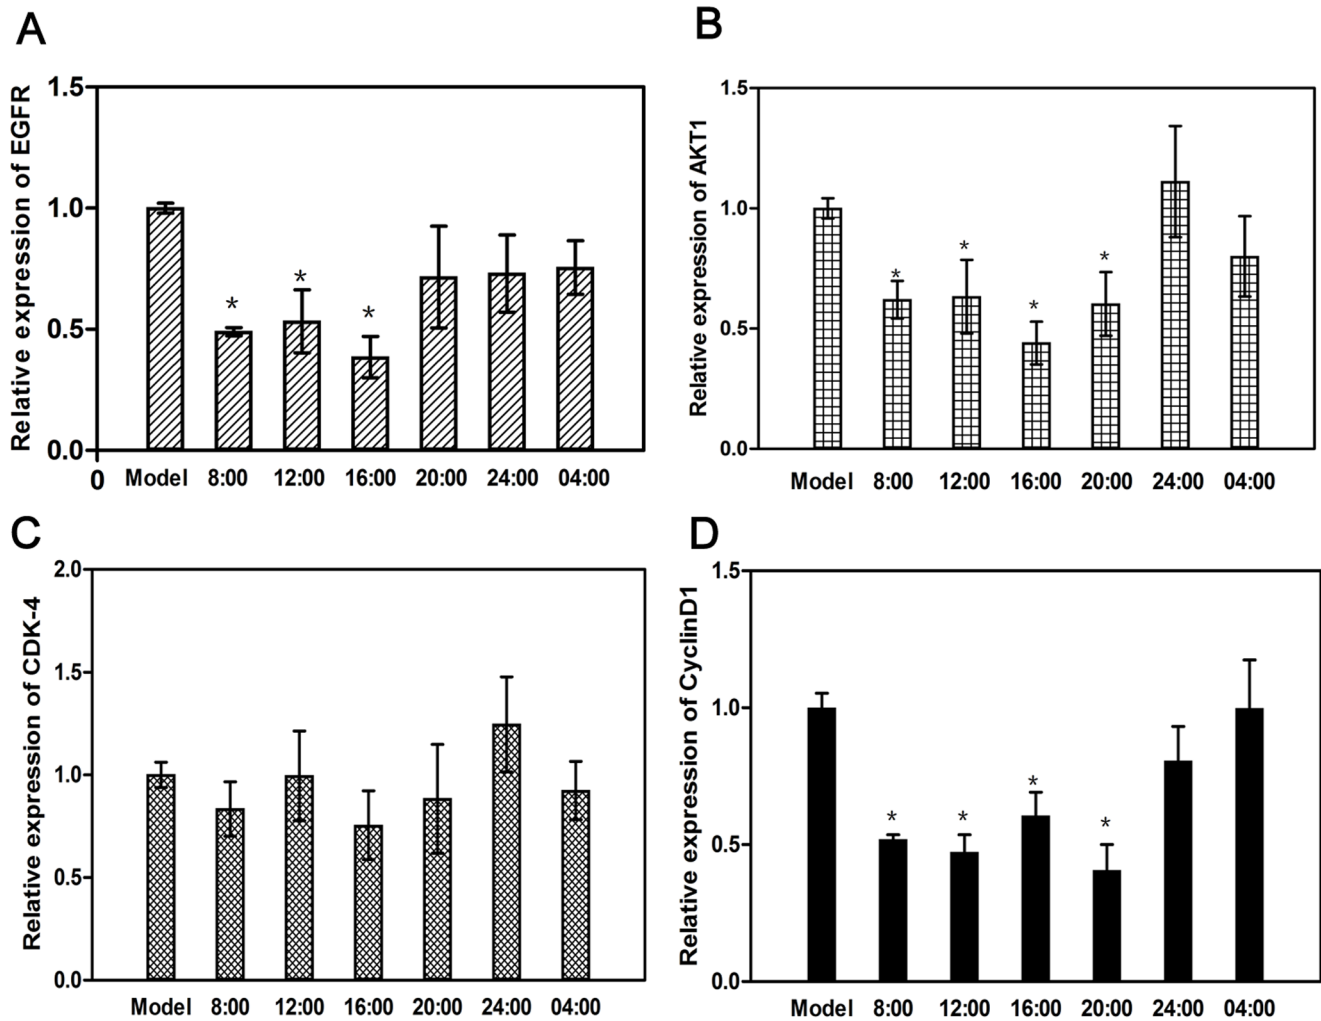 A
Relative expression of EGFR
1.5
1.0
0.5
0.0
0
Model 8:00 12:00 16:00 20:00 24:00 04:00
* * *
B
Relative expression of AKT1
1.5
1.0
0.5
0.0
Model 8:00 12:00 16:00 20:00 24:00 04:00
* * * *
C
Relative expression of CDK-4
2.0
1.5
1.0
0.5
0.0
Model 8:00 12:00 16:00 20:00 24:00 04:00
D
Relative expression of CyclinD1
1.5
1.0
0.5
0.0
Model 8:00 12:00 16:00 20:00 24:00 04:00
* * * *